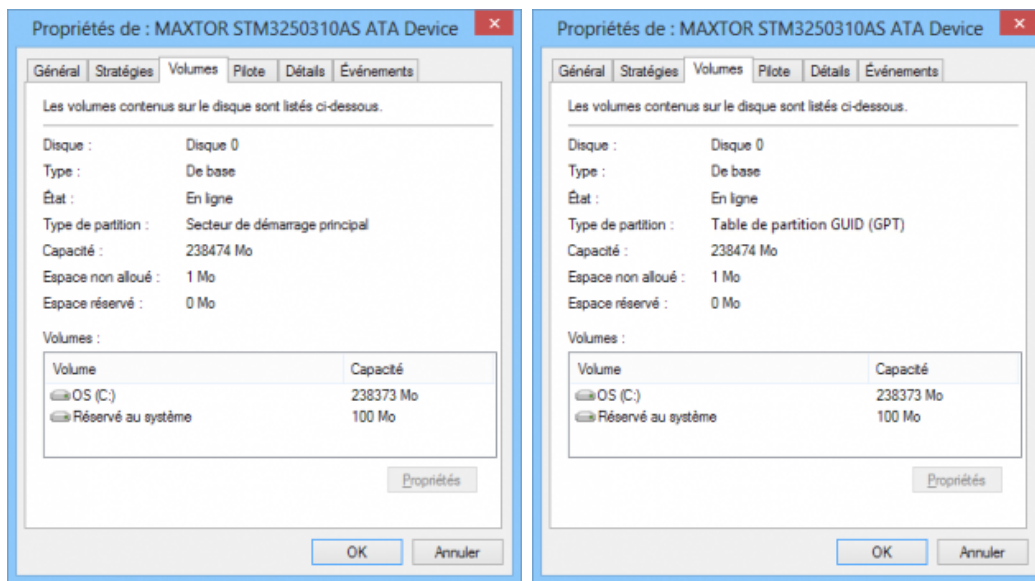 Propriétés de : MAXTOR STM3250310AS ATA Device
Général Stratégies Volumes Pilote Détails Événements
Les volumes contenus sur le disque sont listés ci-dessous.
Disque : Disque 0
Type : De base
État : En ligne
Type de partition : Secteur de démarrage principal
Capacité : 238474 Mo
Espace non alloué : 1 Mo
Espace réservé : 0 Mo
Volumes :
Volume Capacité
OS (C:) 238373 Mo
Réservé au système 100 Mo
Propriétés
OK Annuler
Propriétés de : MAXTOR STM3250310AS ATA Device
Général Stratégies Volumes Pilote Détails Événements
Les volumes contenus sur le disque sont listés ci-dessous.
Disque : Disque 0
Type : De base
État : En ligne
Type de partition : Table de partition GUID (GPT)
Capacité : 238474 Mo
Espace non alloué : 1 Mo
Espace réservé : 0 Mo
Volumes :
Volume Capacité
OS (C:) 238373 Mo
Réservé au système 100 Mo
Propriétés
OK Annuler